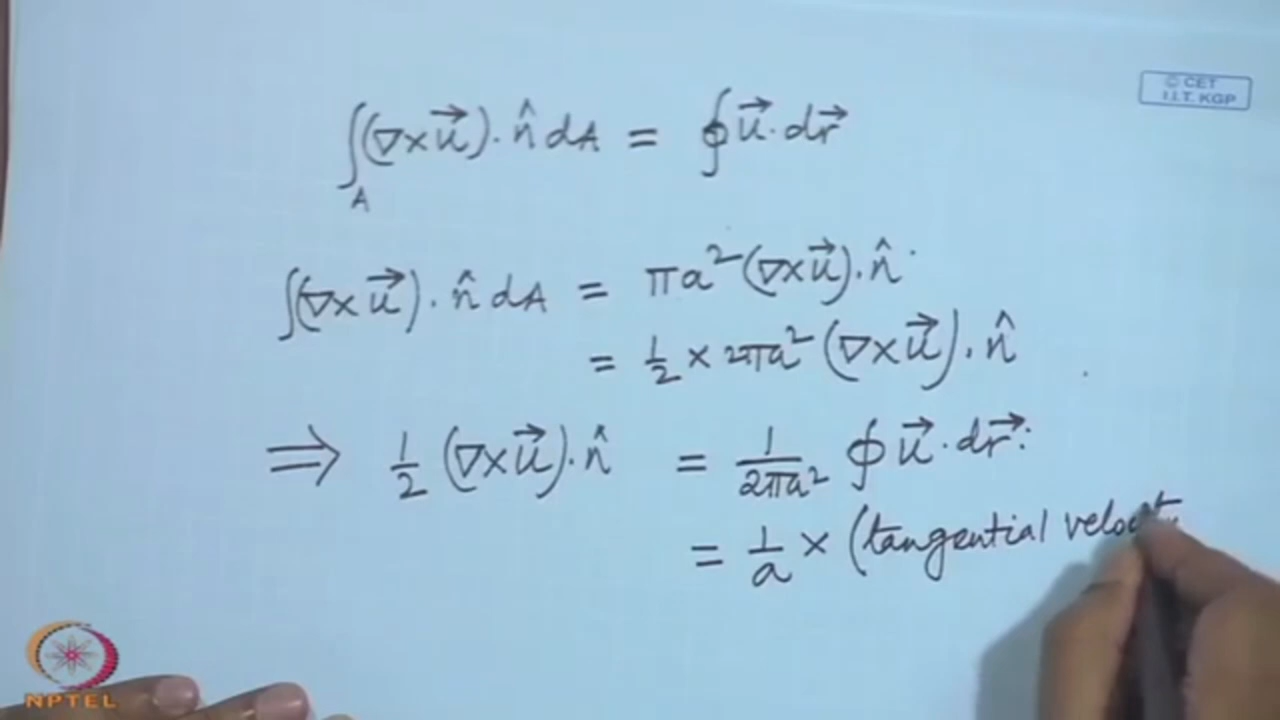 © CET
I.I.T. KGP
∫_A (∇×u⃗)·n̂ dA = ∮ u⃗·dr⃗
∫(∇×u⃗)·n̂ dA = πa²(∇×u⃗)·n̂
= 1/2 × 2πa² (∇×u⃗)·n̂
⇒ 1/2 (∇×u⃗)·n̂ = 1/(2πa²) ∮ u⃗·dr⃗
= 1/a × (tangential
NPTEL